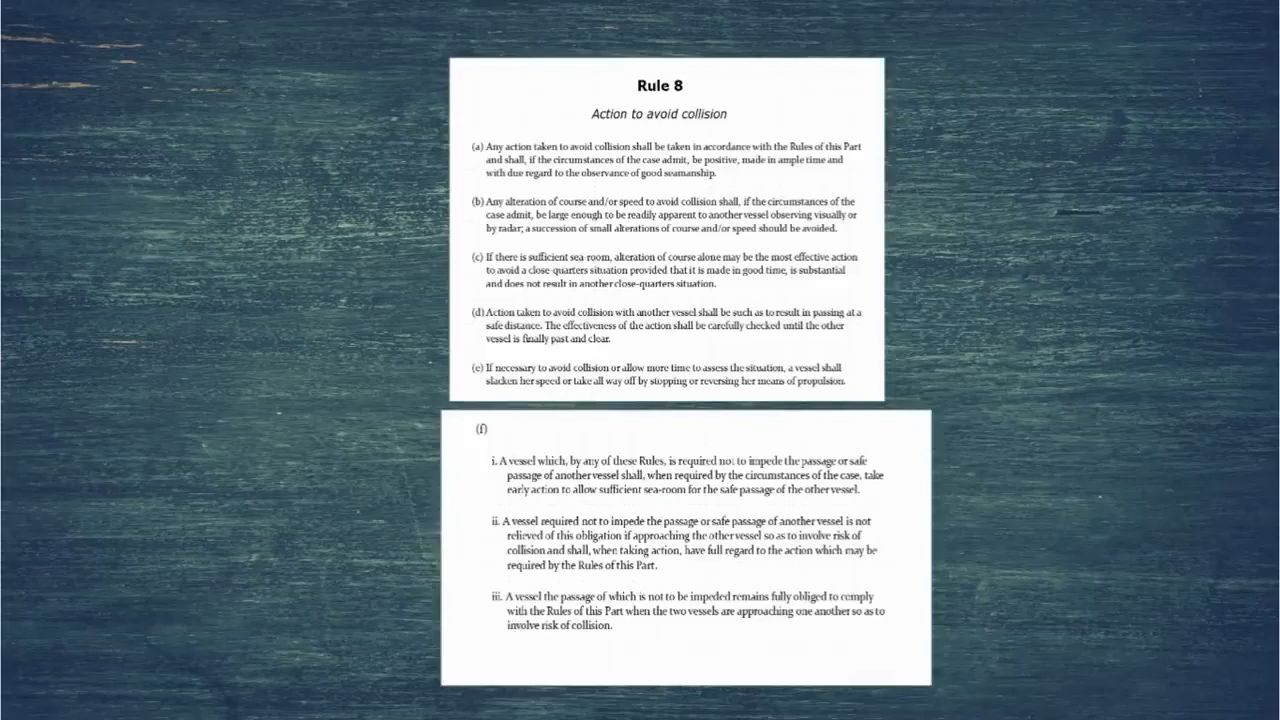 Rule 8
Action to avoid collision
(a) Any action taken to avoid collision shall be taken in accordance with the Rules of this Part
and shall, if the circumstances of the case admit, be positive, made in ample time and
with due regard to the observance of good seamanship.
(b) Any alteration of course and/or speed to avoid collision shall, if the circumstances of the
case admit, be large enough to be readily apparent to another vessel observing visually or
by radar; a succession of small alterations of course and/or speed should be avoided.
(c) If there is sufficient sea-room, alteration of course alone may be the most effective action
to avoid a close-quarters situation provided that it is made in good time, is substantial
and does not result in another close-quarters situation.
(d) Action taken to avoid collision with another vessel shall be such as to result in passing at a
safe distance. The effectiveness of the action shall be carefully checked until the other
vessel is finally past and clear.
(e) If necessary to avoid collision or allow more time to assess the situation, a vessel shall
slacken her speed or take all way off by stopping or reversing her means of propulsion.
(f)
i. A vessel which, by any of these Rules, is required not to impede the passage or safe
passage of another vessel shall, when required by the circumstances of the case, take
early action to allow sufficient sea-room for the safe passage of the other vessel.
ii. A vessel required not to impede the passage or safe passage of another vessel is not
relieved of this obligation if approaching the other vessel so as to involve risk of
collision and shall, when taking action, have full regard to the action which may be
required by the Rules of this Part.
iii. A vessel the passage of which is not to be impeded remains fully obliged to comply
with the Rules of this Part when the two vessels are approaching one another so as to
involve risk of collision.